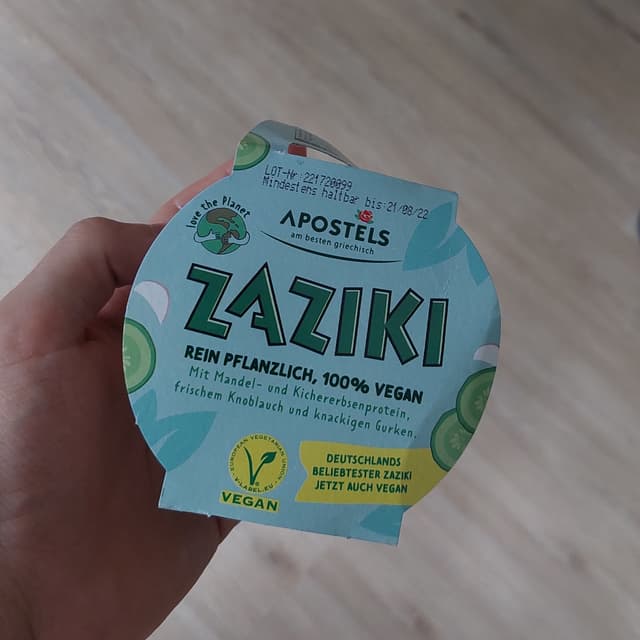 LOT-Nr:221720099
Mindestens haltbar bis:21/08/22
love the Planet
APOSTELS
am besten griechisch
ZAZIKI
REIN PFLANZLICH, 100% VEGAN
Mit Mandel- und Kichererbsenprotein,
frischem Knoblauch und knackigen Gurken.
EUROPEAN VEGETARIAN UNION
V-LABEL.EU
VEGAN
DEUTSCHLANDS
BELIEBTESTER ZAZIKI
JETZT AUCH VEGAN